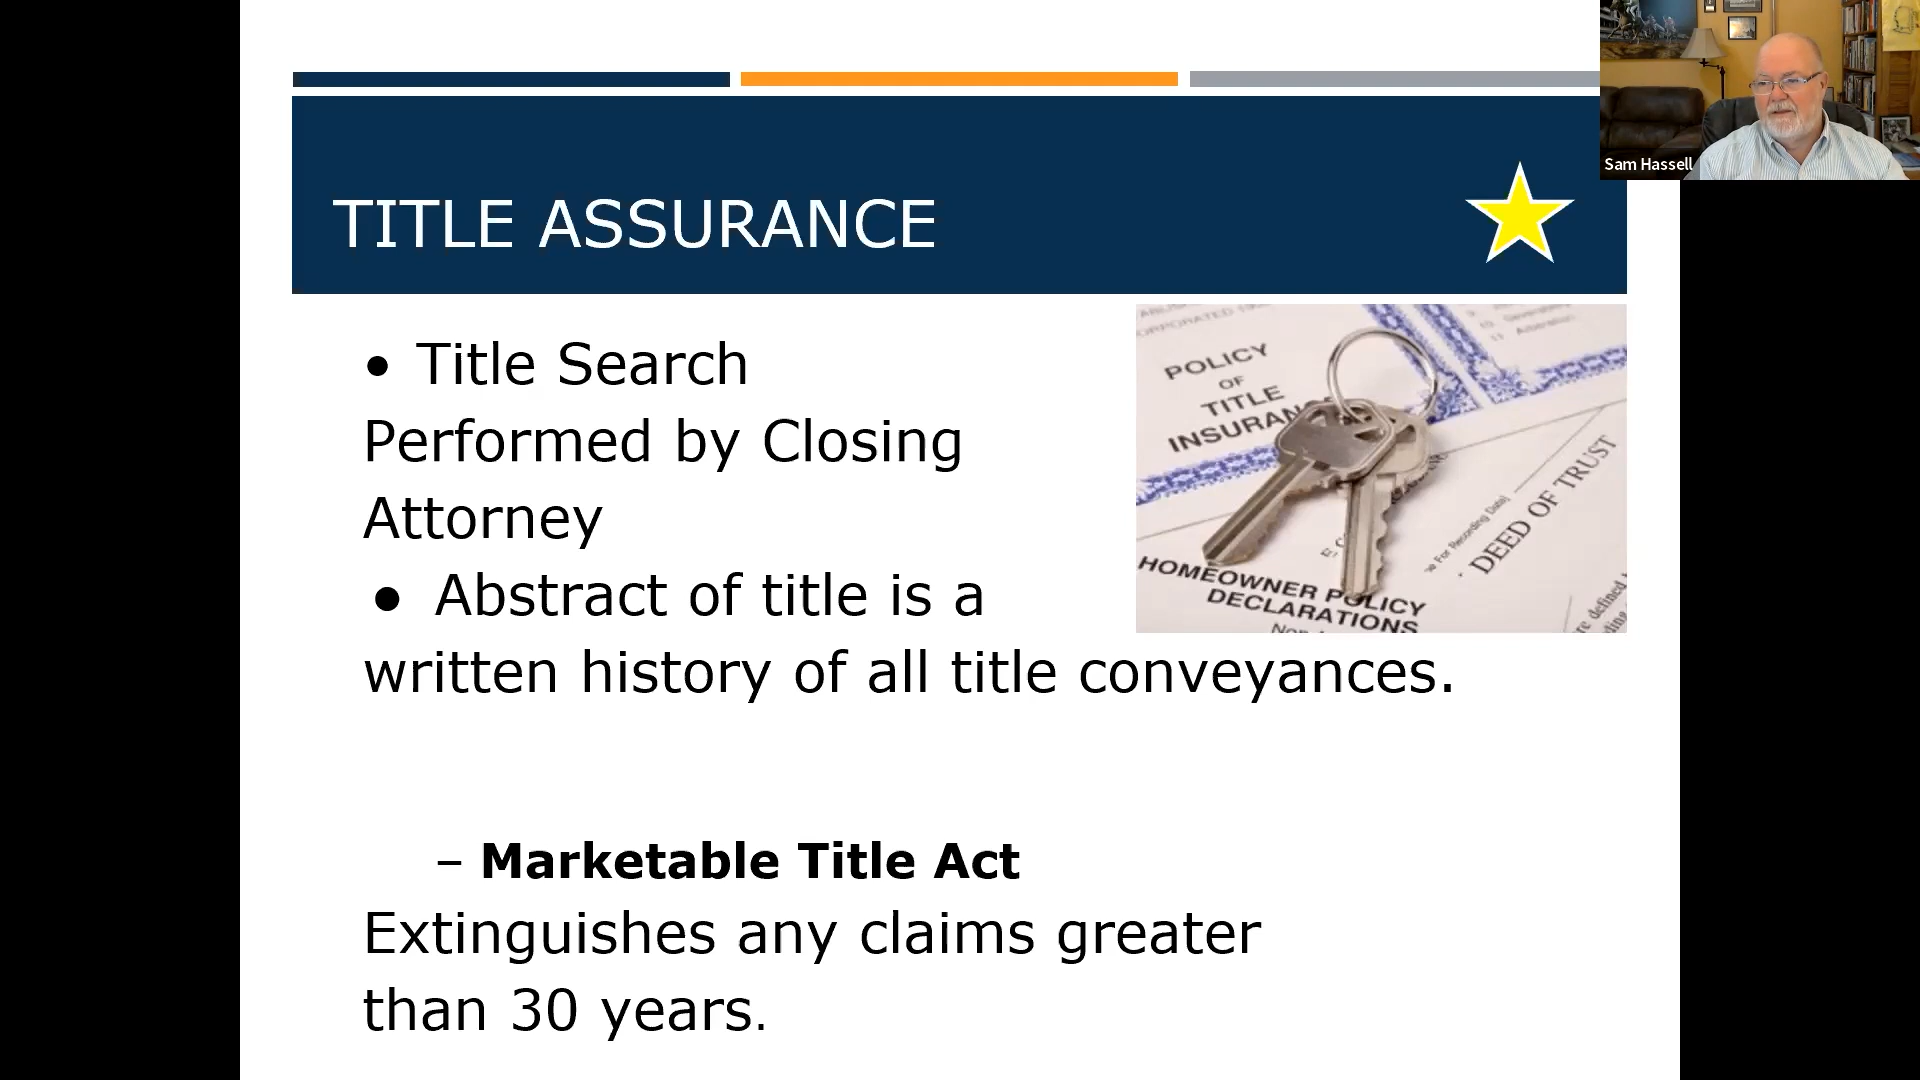 Sam Hassell
TITLE ASSURANCE
• Title Search
Performed by Closing
Attorney
● Abstract of title is a
written history of all title conveyances.
– Marketable Title Act
Extinguishes any claims greater
than 30 years.
POLICY
OF
TITLE
DEED OF TRUST
HOMEOWNER POLICY
DECLARATIONS